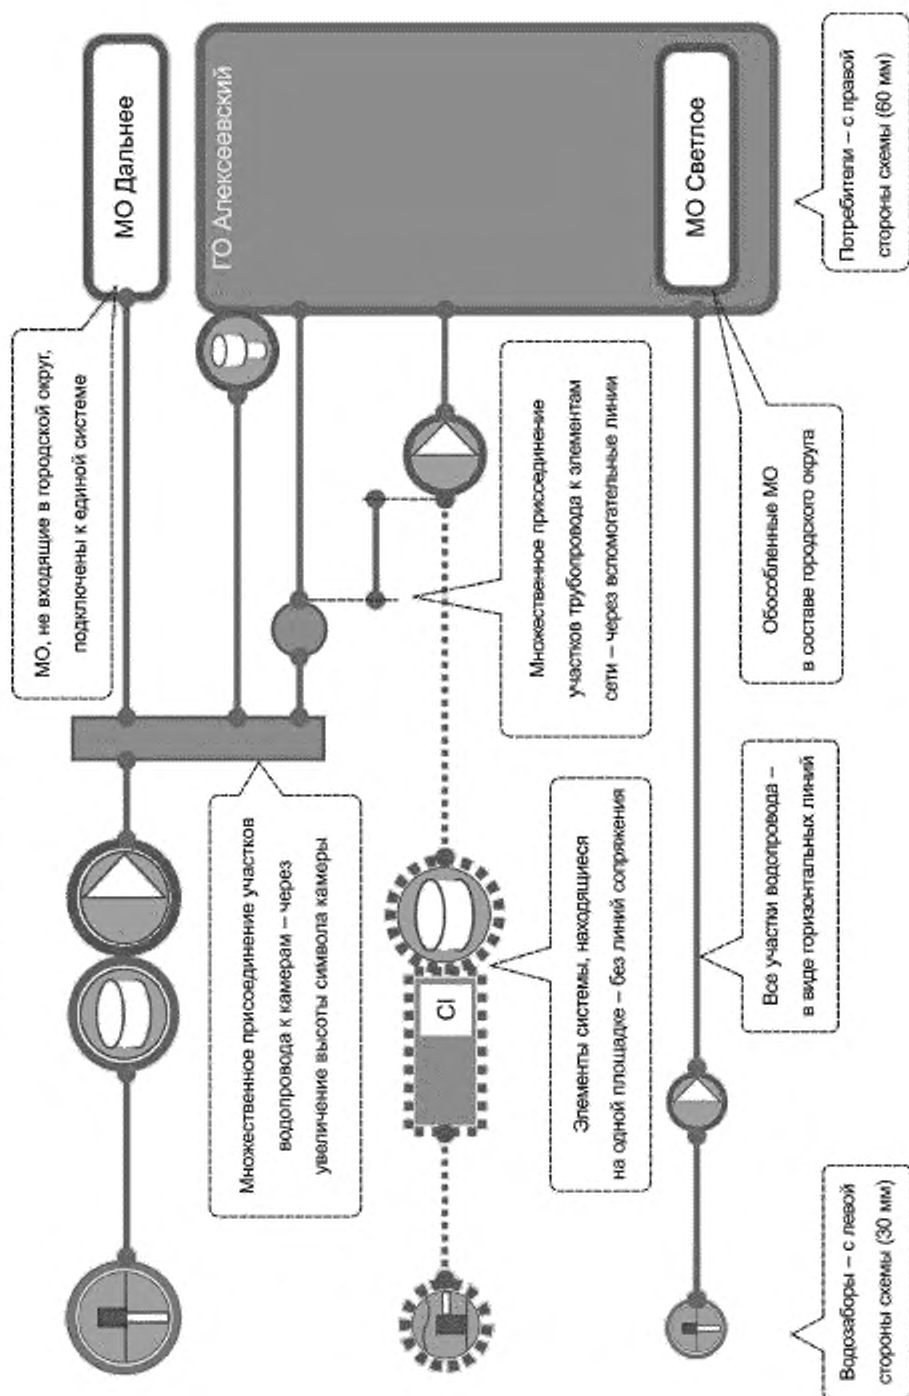 МО Дальнее
ГО Алексеевский
МО Светлое
Потребители – с правой
стороны схемы (60 мм)
МО, не входящие в городской округ,
подключены к единой системе
Множественное присоединение
участков трубопровода к элементам
сети – через вспомогательные линии
Обособленные МО
в составе городского округа
Множественное присоединение участков
водопровода к камерам – через
увеличение высоты символа камеры
Cl
Элементы системы, находящиеся
на одной площадке – без линий сопряжения
Все участки водопровода –
в виде горизонтальных линий
Водозаборы – с левой
стороны схемы (30 мм)